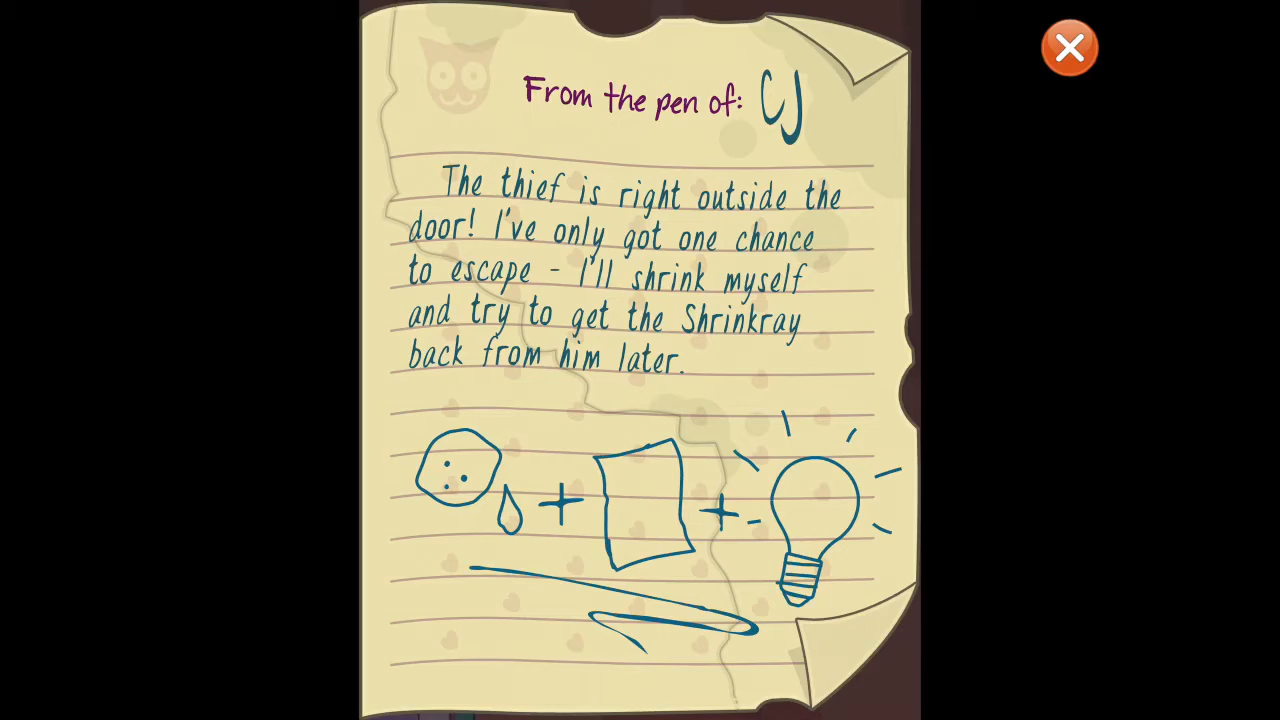 From the pen of: CJ
The thief is right outside the
door! I've only got one chance
to escape - I'll shrink myself
and try to get the Shrinkray
back from him later.